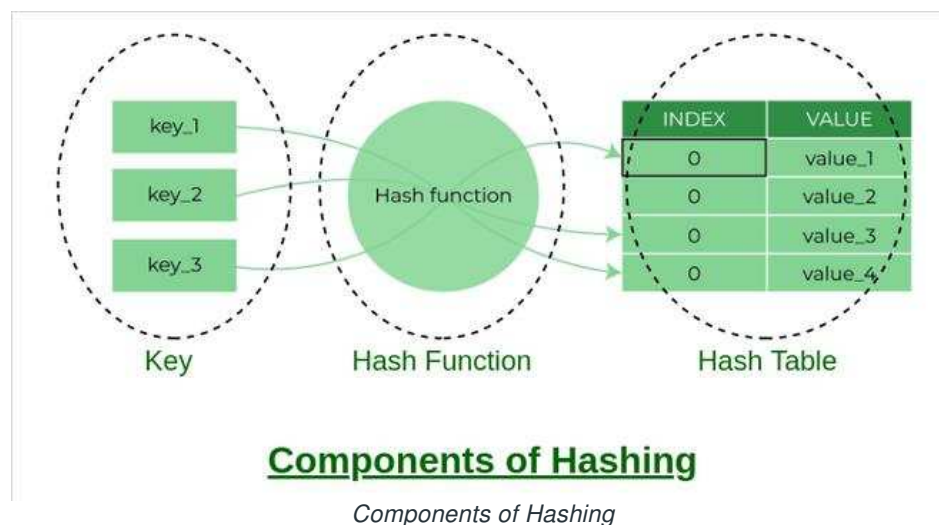 key_1
key_2
key_3
Hash function
INDEX VALUE
0 value_1
0 value_2
0 value_3
0 value_4
Key Hash Function Hash Table
Components of Hashing
Components of Hashing